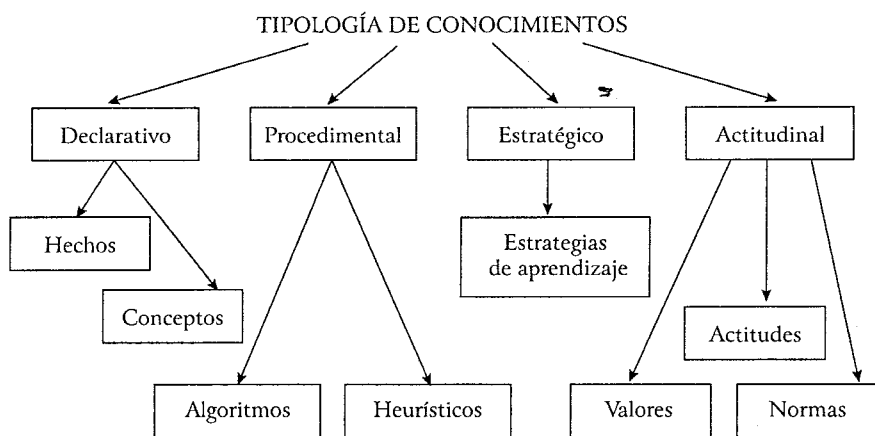 TIPOLOGÍA DE CONOCIMIENTOS
Declarativo
Procedimental
Estratégico
Actitudinal
Hechos
Conceptos
Estrategias
de aprendizaje
Actitudes
Algoritmos
Heurísticos
Valores
Normas